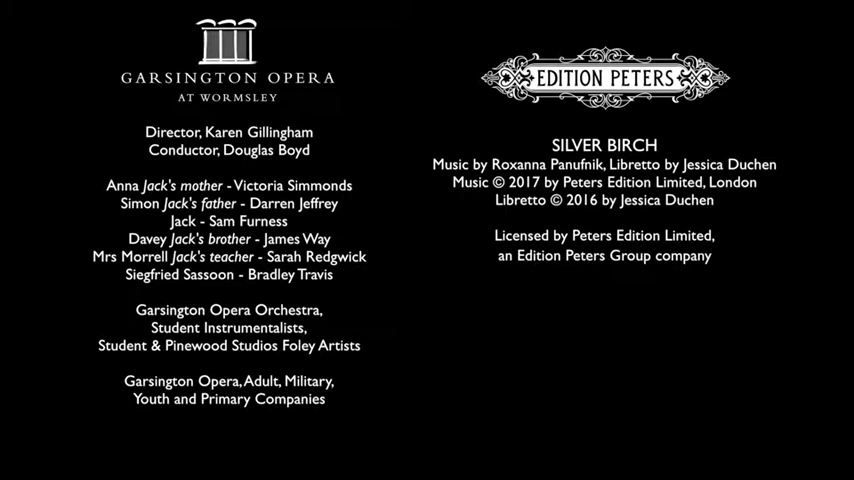 GARSINGTON OPERA
AT WORMSLEY
Director, Karen Gillingham
Conductor, Douglas Boyd
Anna Jack's mother - Victoria Simmonds
Simon Jack's father - Darren Jeffrey
Jack - Sam Furness
Davey Jack's brother - James Way
Mrs Morrell Jack's teacher - Sarah Redgwick
Siegfried Sassoon - Bradley Travis
Garsington Opera Orchestra,
Student Instrumentalists,
Student & Pinewood Studios Foley Artists
Garsington Opera, Adult, Military,
Youth and Primary Companies
EDITION PETERS
SILVER BIRCH
Music by Roxanna Panufnik, Libretto by Jessica Duchen
Music © 2017 by Peters Edition Limited, London
Libretto © 2016 by Jessica Duchen
Licensed by Peters Edition Limited,
an Edition Peters Group company